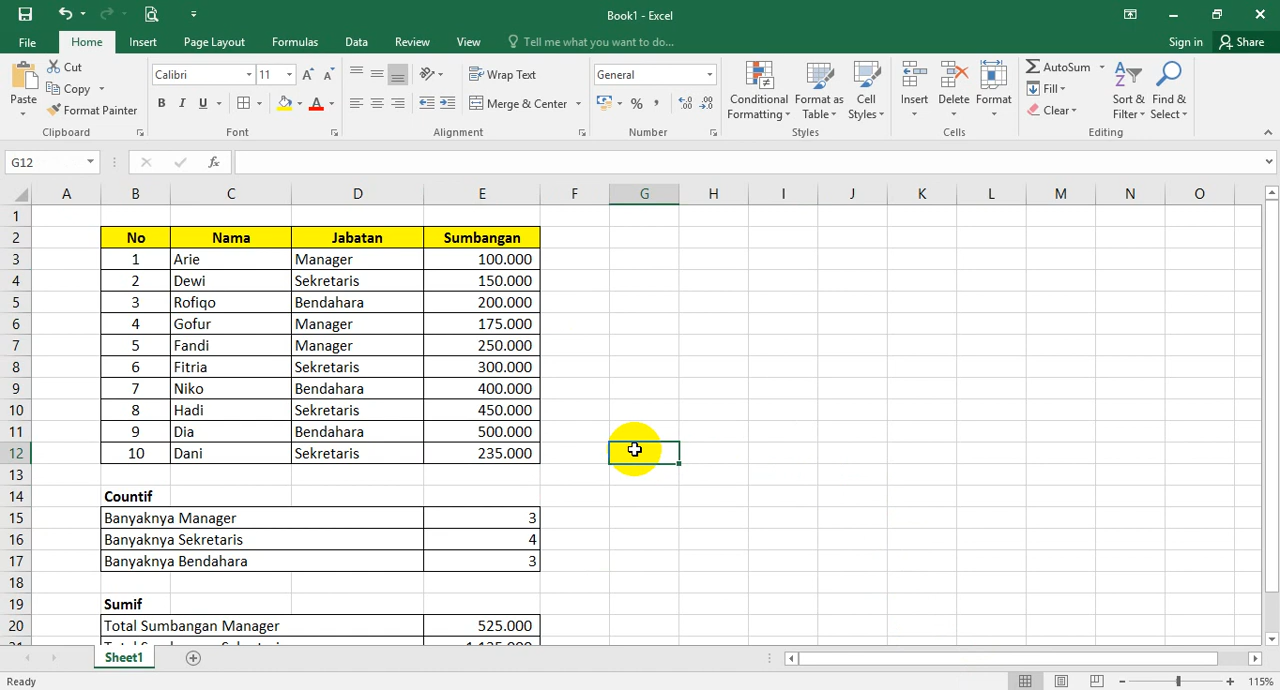 Book1 - Excel
File Home Insert Page Layout Formulas Data Review View Tell me what you want to do... Sign in Share
Paste Cut Copy Format Painter Clipboard
Calibri 11 B I U Font
Wrap Text Merge & Center Alignment
General % Number
Conditional Formatting Format as Table Cell Styles Styles
Insert Delete Format Cells
AutoSum Fill Clear Sort & Filter Find & Select Editing
G12 fx
A B C D E F G H I J K L M N O
1
2 No Nama Jabatan Sumbangan
3 1 Arie Manager 100.000
4 2 Dewi Sekretaris 150.000
5 3 Rofiqo Bendahara 200.000
6 4 Gofur Manager 175.000
7 5 Fandi Manager 250.000
8 6 Fitria Sekretaris 300.000
9 7 Niko Bendahara 400.000
10 8 Hadi Sekretaris 450.000
11 9 Dia Bendahara 500.000
12 10 Dani Sekretaris 235.000
13
14 Countif
15 Banyaknya Manager 3
16 Banyaknya Sekretaris 4
17 Banyaknya Bendahara 3
18
19 Sumif
20 Total Sumbangan Manager 525.000
Sheet1
Ready 115%